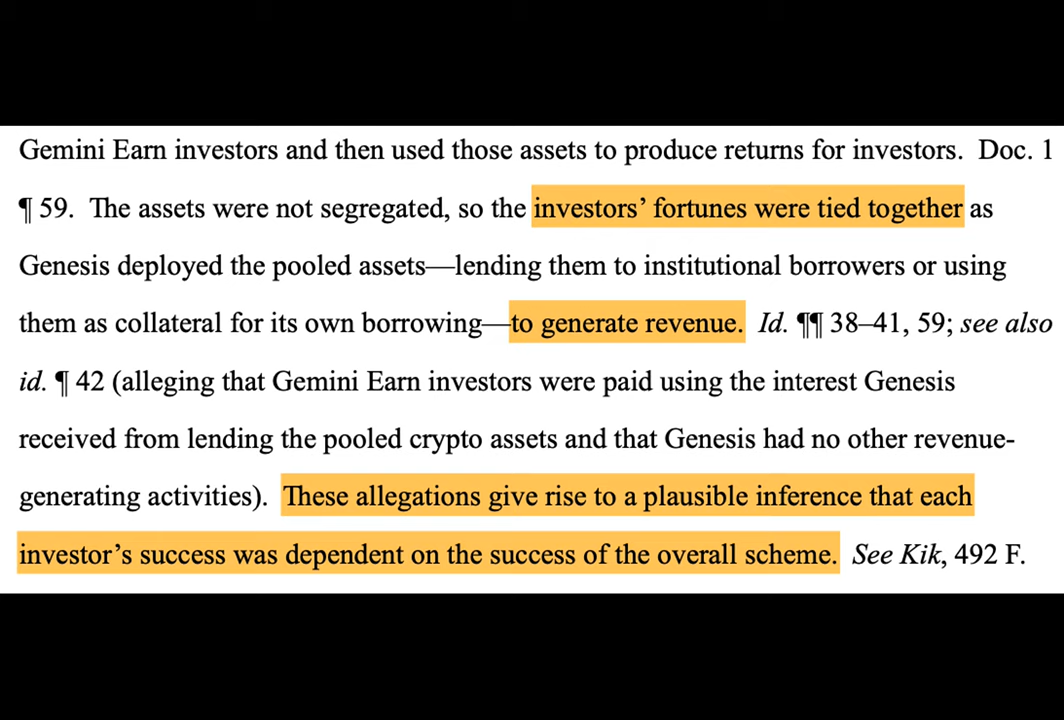 Gemini Earn investors and then used those assets to produce returns for investors. Doc. 1
¶ 59. The assets were not segregated, so the investors’ fortunes were tied together as
Genesis deployed the pooled assets—lending them to institutional borrowers or using
them as collateral for its own borrowing—to generate revenue. Id. ¶¶ 38–41, 59; see also
id. ¶ 42 (alleging that Gemini Earn investors were paid using the interest Genesis
received from lending the pooled crypto assets and that Genesis had no other revenue-
generating activities). These allegations give rise to a plausible inference that each
investor’s success was dependent on the success of the overall scheme. See Kik, 492 F.